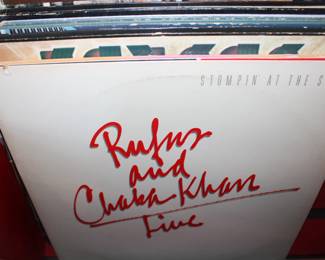 STOMPIN AT THE S
Rufus
and
Chaka Khan
Live